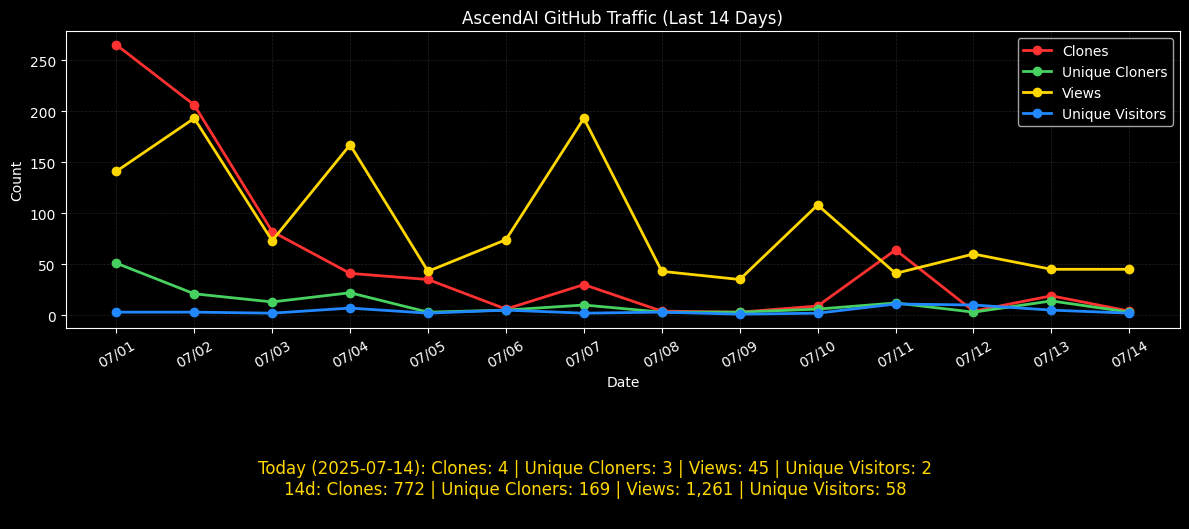 AscendAI GitHub Traffic (Last 14 Days)
Clones
Unique Cloners
Views
Unique Visitors
Count
250
200
150
100
50
0
07/01
07/02
07/03
07/04
07/05
07/06
07/07
07/08
07/09
07/10
07/11
07/12
07/13
07/14
Date
Today (2025-07-14): Clones: 4 | Unique Cloners: 3 | Views: 45 | Unique Visitors: 2
14d: Clones: 772 | Unique Cloners: 169 | Views: 1,261 | Unique Visitors: 58